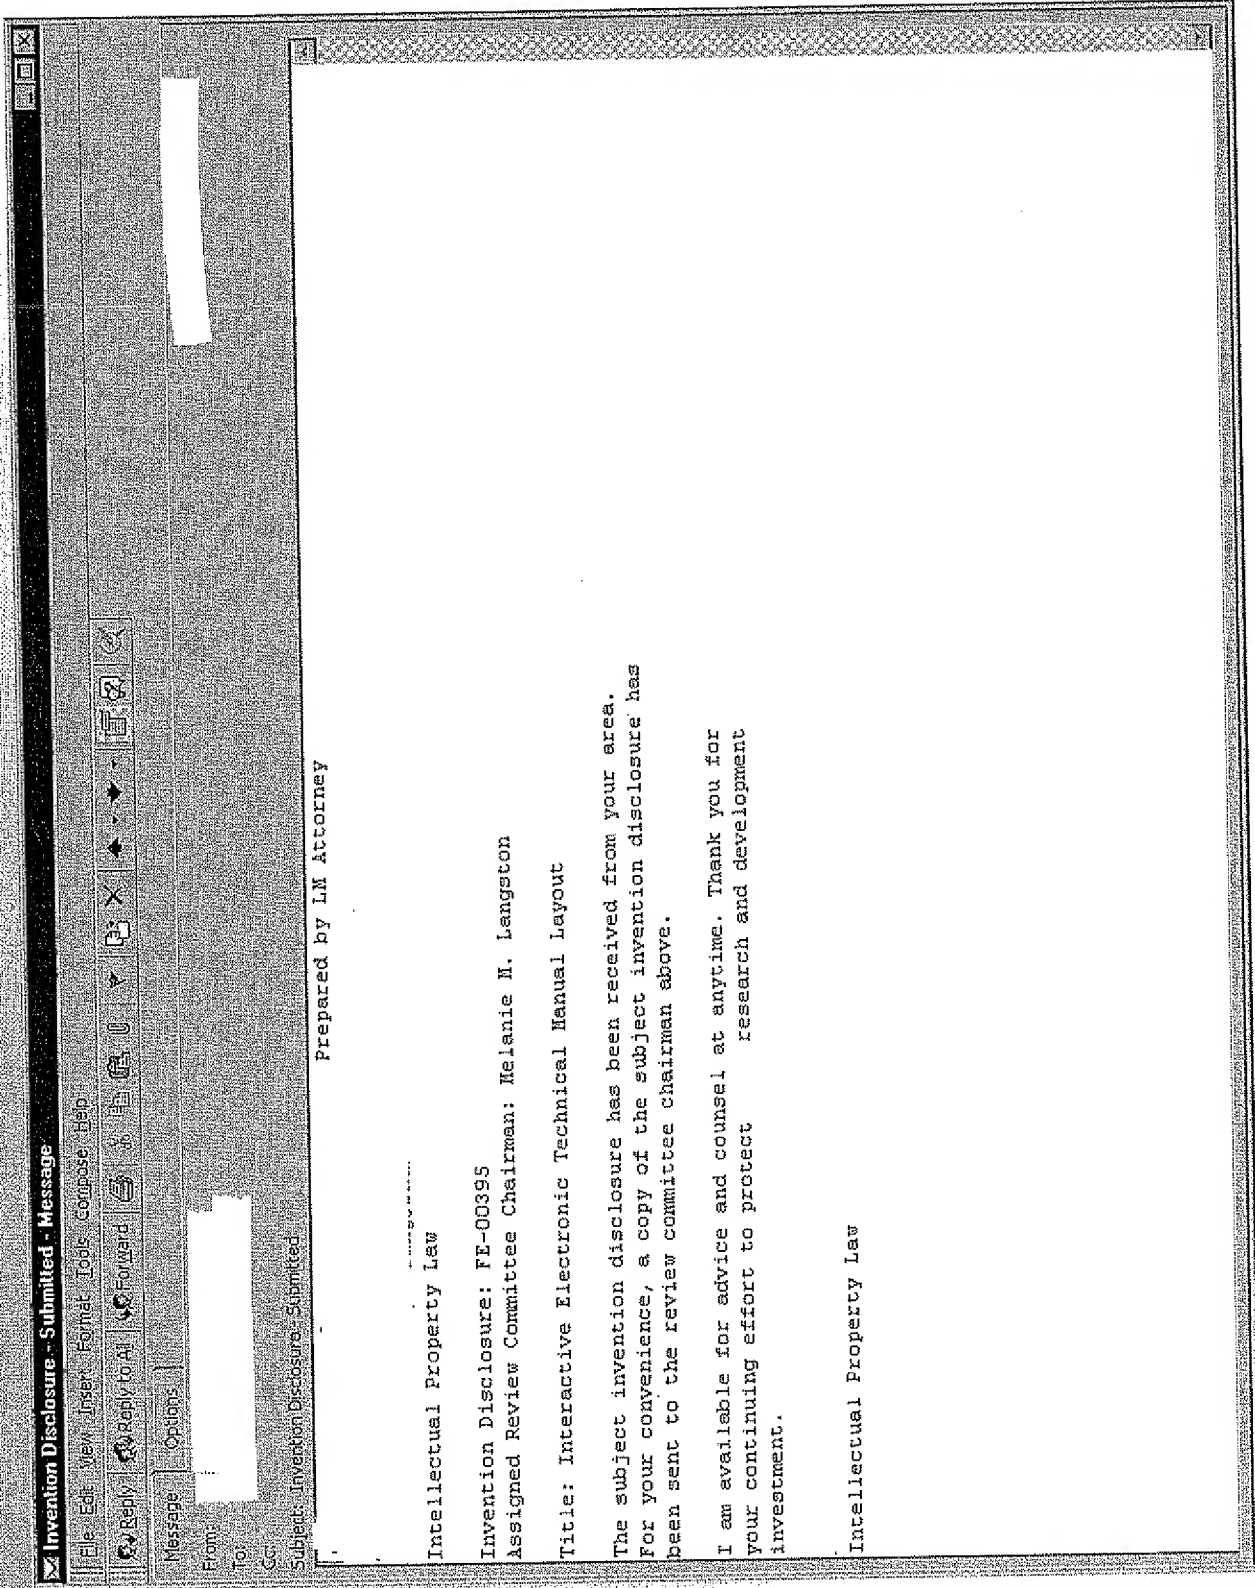 Invention Disclosure - Submitted - Message
File Edit View Insert Format Tools Compose Help
Reply Reply to All Forward
Message Options
From:
To:
CC:
Subject: Invention Disclosure - Submitted
Prepared by LM Attorney
Intellectual Property Law
Invention Disclosure: FE-00395
Assigned Review Committee Chairman: Melanie M. Langston
Title: Interactive Electronic Technical Manual Layout
The subject invention disclosure has been received from your area.
For your convenience, a copy of the subject invention disclosure has
been sent to the review committee chairman above.
I am available for advice and counsel at anytime. Thank you for
your continuing effort to protect research and development
investment.
Intellectual Property Law